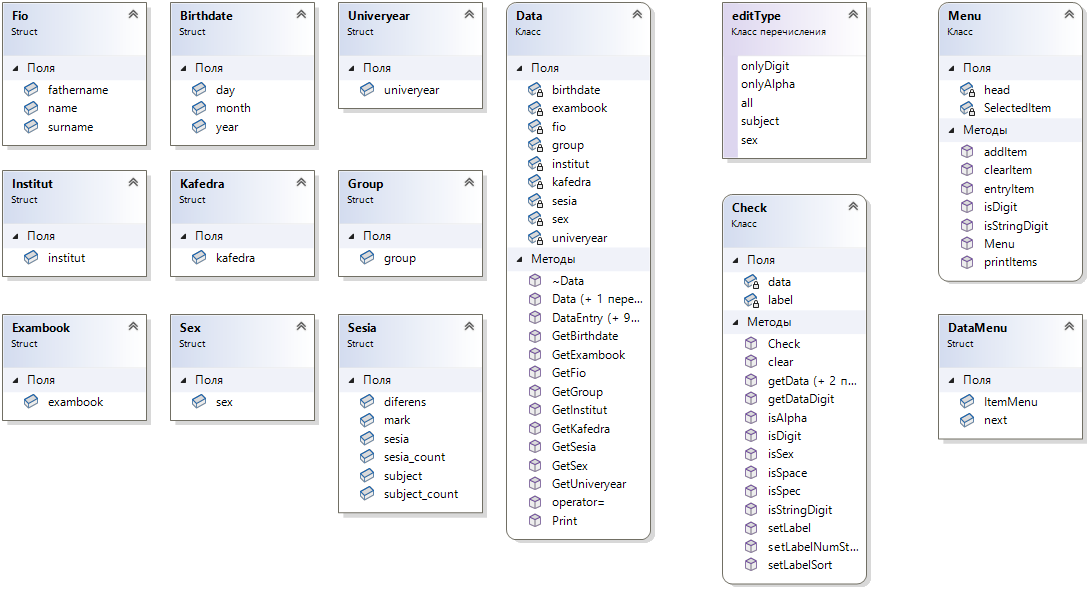 Fio
Struct
Поля
fathername
name
surname
Birthdate
Struct
Поля
day
month
year
Univeryear
Struct
Поля
univeryear
Institut
Struct
Поля
institut
Kafedra
Struct
Поля
kafedra
Group
Struct
Поля
group
Exambook
Struct
Поля
exambook
Sex
Struct
Поля
sex
Sesia
Struct
Поля
diferens
mark
sesia
sesia_count
subject
subject_count
Data
Класс
Поля
birthdate
exambook
fio
group
institut
kafedra
sesia
sex
univeryear
Методы
~Data
Data (+ 1 пере...
DataEntry (+ 9...
GetBirthdate
GetExambook
GetFio
GetGroup
GetInstitut
GetKafedra
GetSesia
GetSex
GetUniveryear
operator=
Print
editType
Класс перечисления
onlyDigit
onlyAlpha
all
subject
sex
Check
Класс
Поля
data
label
Методы
Check
clear
getData (+ 2 п...
getDataDigit
isAlpha
isDigit
isSex
isSpace
isSpec
isStringDigit
setLabel
setLabelNumSt...
setLabelSort
Menu
Класс
Поля
head
SelectedItem
Методы
addItem
clearItem
entryItem
isDigit
isStringDigit
Menu
printItems
DataMenu
Struct
Поля
ItemMenu
next